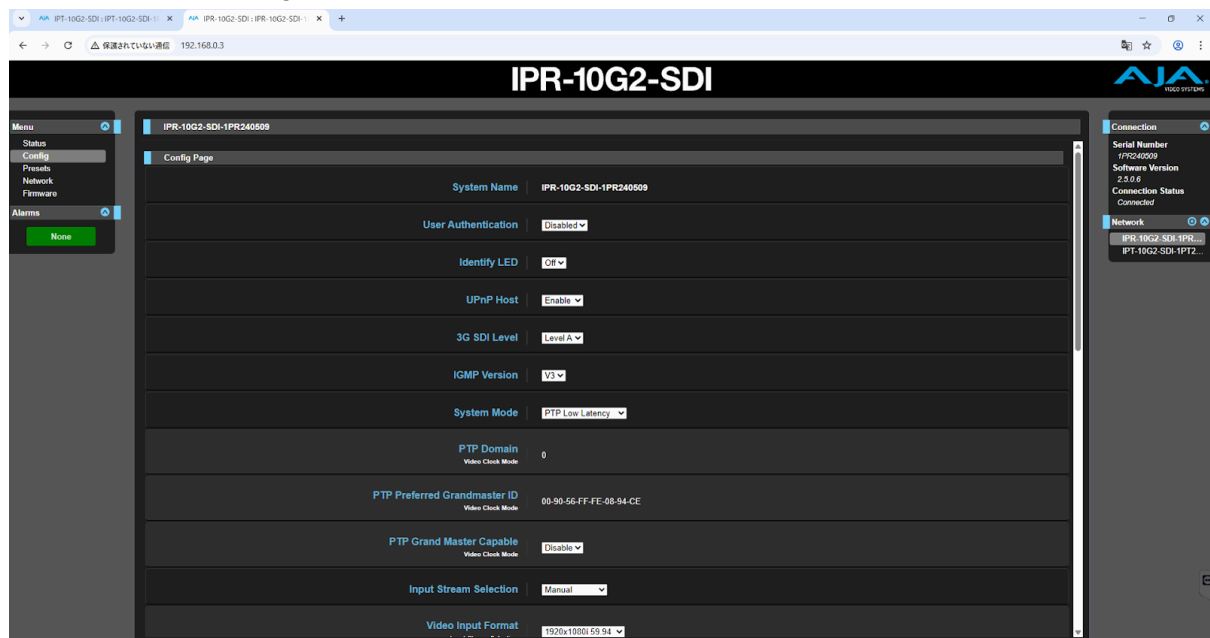 IPT-10G2-SDI : IPT-10G2-SDI-1
IPR-10G2-SDI : IPR-10G2-SDI-1
保護されていない通信 192.168.0.3
IPR-10G2-SDI
AJA
VIDEO SYSTEMS
Menu
Status
Config
Presets
Network
Firmware
Alarms
None
IPR-10G2-SDI-1PR240509
Config Page
System Name IPR-10G2-SDI-1PR240509
User Authentication Disabled
Identify LED Off
UPnP Host Enable
3G SDI Level Level A
IGMP Version V3
System Mode PTP Low Latency
PTP Domain 0
Video Clock Mode
PTP Preferred Grandmaster ID 00-90-56-FF-FE-08-94-CE
Video Clock Mode
PTP Grand Master Capable Disable
Video Clock Mode
Input Stream Selection Manual
Video Input Format 1920x1080i 59.94
Connection
Serial Number
1PR240509
Software Version
2.5.0.6
Connection Status
Connected
Network
IPR-10G2-SDI-1PR...
IPT-10G2-SDI-1PT2...